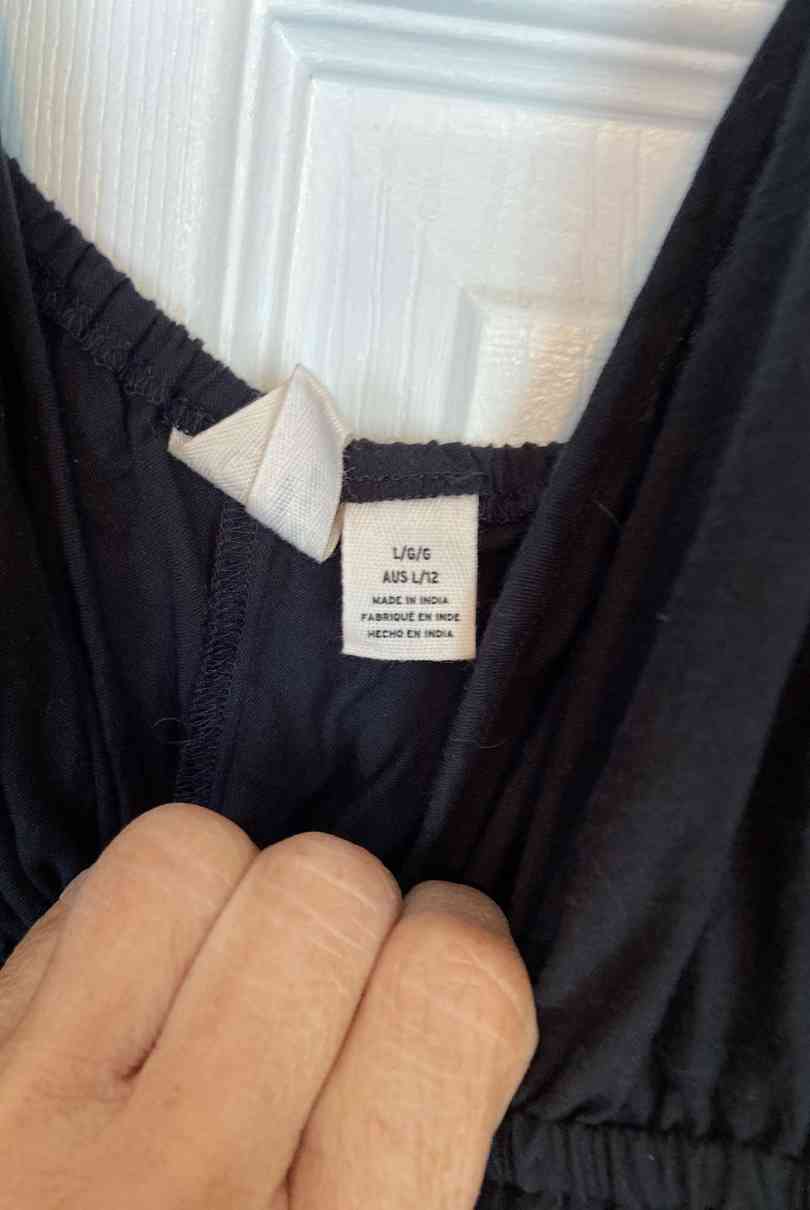 L/G/G
AUS L/12
MADE IN INDIA
FABRIQUÉ EN INDE
HECHO EN INDIA